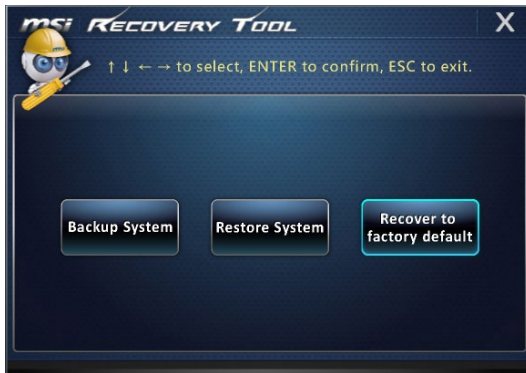 msi RECOVERY TOOL X
↑ ↓ ← → to select, ENTER to confirm, ESC to exit.
Backup System
Restore System
Recover to
factory default